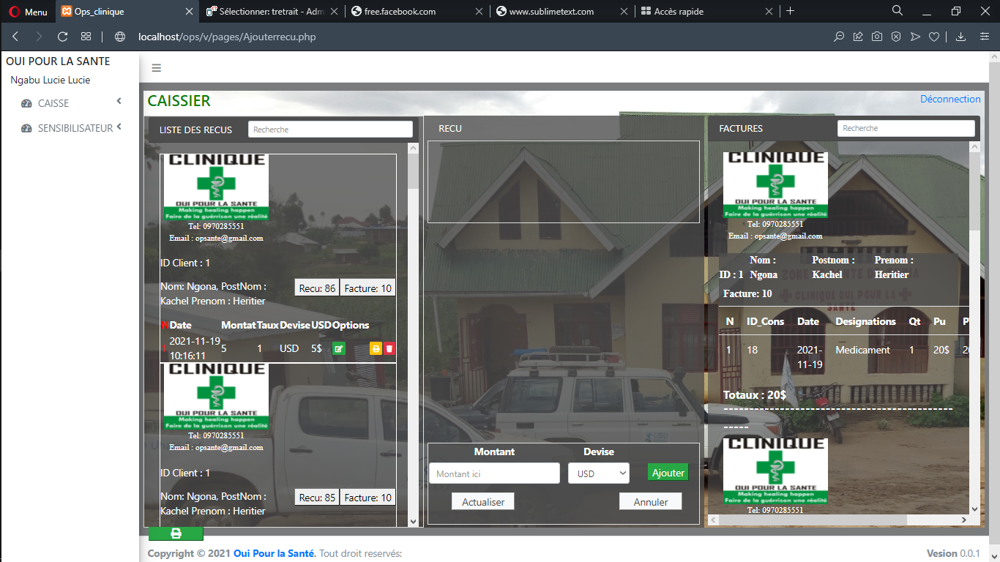 Menu
Ops_clinique
Sélectionner: tretrait - Adm
free.facebook.com
www.sublimetext.com
Accès rapide
localhost/ops/v/pages/Ajouterrecu.php
OUI POUR LA SANTE
Ngabu Lucie Lucie
CAISSE
SENSIBILISATEUR
CAISSIER
Déconnection
LISTE DES RECUS
Recherche
CLINIQUE
OUI POUR LA SANTE
Making healing happen
Faire de la guérrison une réalité
Tel: 0970285551
Email : opsante@gmail.com
ID Client : 1
Nom: Ngona, PostNom :
Kachel Prenom : Heritier
Recu: 86
Facture: 10
N Date Montat Taux Devise USD Options
1 2021-11-19 10:16:11 5 1 USD 5$
CLINIQUE
OUI POUR LA SANTE
Making healing happen
Faire de la guérrison une réalité
Tel: 0970285551
Email : opsante@gmail.com
ID Client : 1
Nom: Ngona, PostNom :
Kachel Prenom : Heritier
Recu: 85
Facture: 10
RECU
Montant
Devise
Montant ici
USD
Ajouter
Actualiser
Annuler
FACTURES
Recherche
CLINIQUE
OUI POUR LA SANTE
Making healing happen
Faire de la guérrison une réalité
Tel: 0970285551
Email : opsante@gmail.com
Nom : Postnom : Prenom :
ID : 1 Ngona Kachel Heritier
Facture: 10
CLINIQUE OUI POUR LA
SANTE
N ID_Cons Date Designations Qt Pu
1 18 2021-11-19 Medicament 1 20$
Totaux : 20$
CLINIQUE
OUI POUR LA SANTE
Making healing happen
Faire de la guérrison une réalité
Tel: 0970285551
Copyright © 2021 Oui Pour la Santé. Tout droit reservés:
Vesion 0.0.1